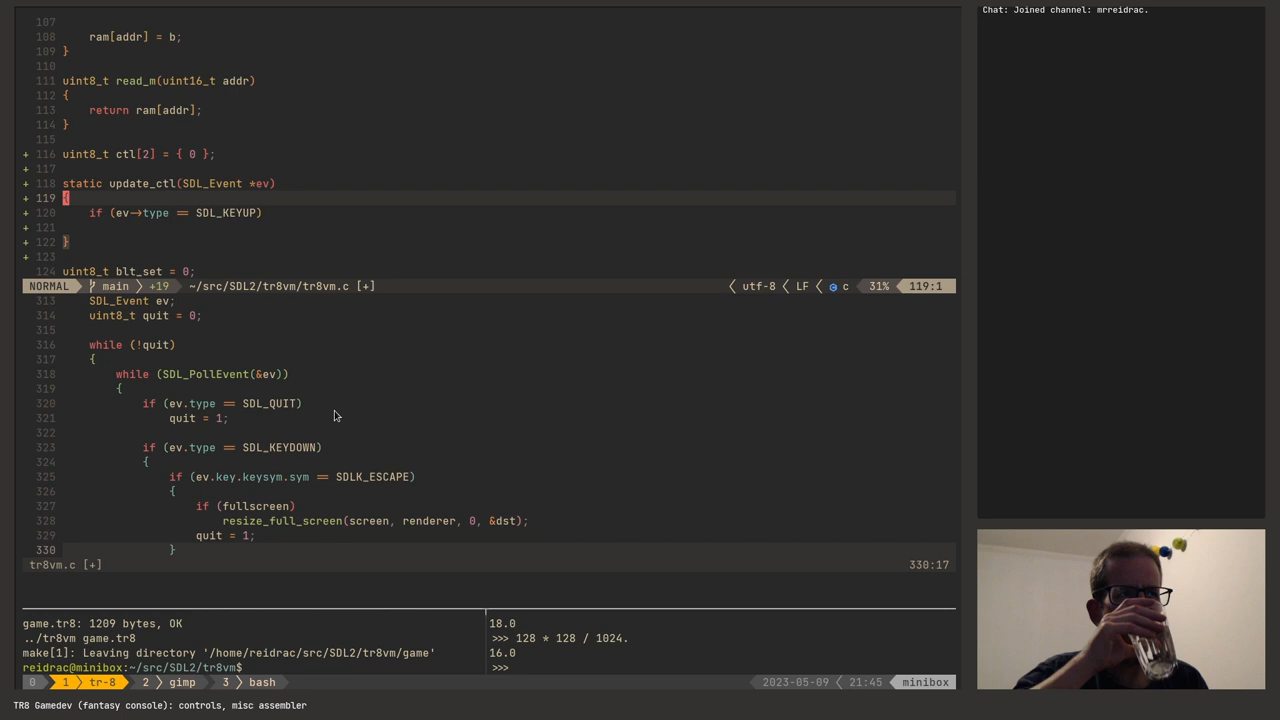 Chat: Joined channel: mrreidrac.
107
108 ram[addr] = b;
109 }
110
111 uint8_t read_m(uint16_t addr)
112 {
113 return ram[addr];
114 }
115
+ 116 uint8_t ctl[2] = { 0 };
+ 117
+ 118 static update_ctl(SDL_Event *ev)
+ 119 {
+ 120 if (ev->type == SDL_KEYUP)
+ 121
+ 122 }
+ 123
124 uint8_t blt_set = 0;
NORMAL main +19 ~/src/SDL2/tr8vm/tr8vm.c [+] utf-8 LF c 31% 119:1
313 SDL_Event ev;
314 uint8_t quit = 0;
315
316 while (!quit)
317 {
318 while (SDL_PollEvent(&ev))
319 {
320 if (ev.type == SDL_QUIT)
321 quit = 1;
322
323 if (ev.type == SDL_KEYDOWN)
324 {
325 if (ev.key.keysym.sym == SDLK_ESCAPE)
326 {
327 if (fullscreen)
328 resize_full_screen(screen, renderer, 0, &dst);
329 quit = 1;
330 }
tr8vm.c [+] 330:17
game.tr8: 1209 bytes, OK
../tr8vm game.tr8
make[1]: Leaving directory '/home/reidrac/src/SDL2/tr8vm/game'
reidrac@minibox:~/src/SDL2/tr8vm$
18.0
>>> 128 * 128 / 1024.
16.0
>>>
0 1 tr-8 2 gimp 3 bash 2023-05-09 21:45 minibox
TR8 Gamedev (fantasy console): controls, misc assembler